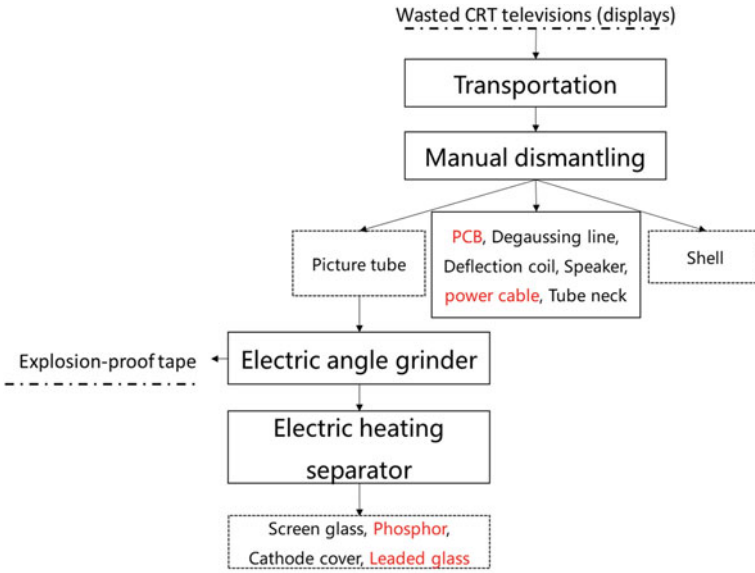 Wasted CRT televisions (displays)
Transportation
Manual dismantling
Picture tube
PCB, Degaussing line,
Deflection coil, Speaker,
power cable, Tube neck
Shell
Explosion-proof tape
Electric angle grinder
Electric heating
separator
Screen glass, Phosphor,
Cathode cover, Leaded glass